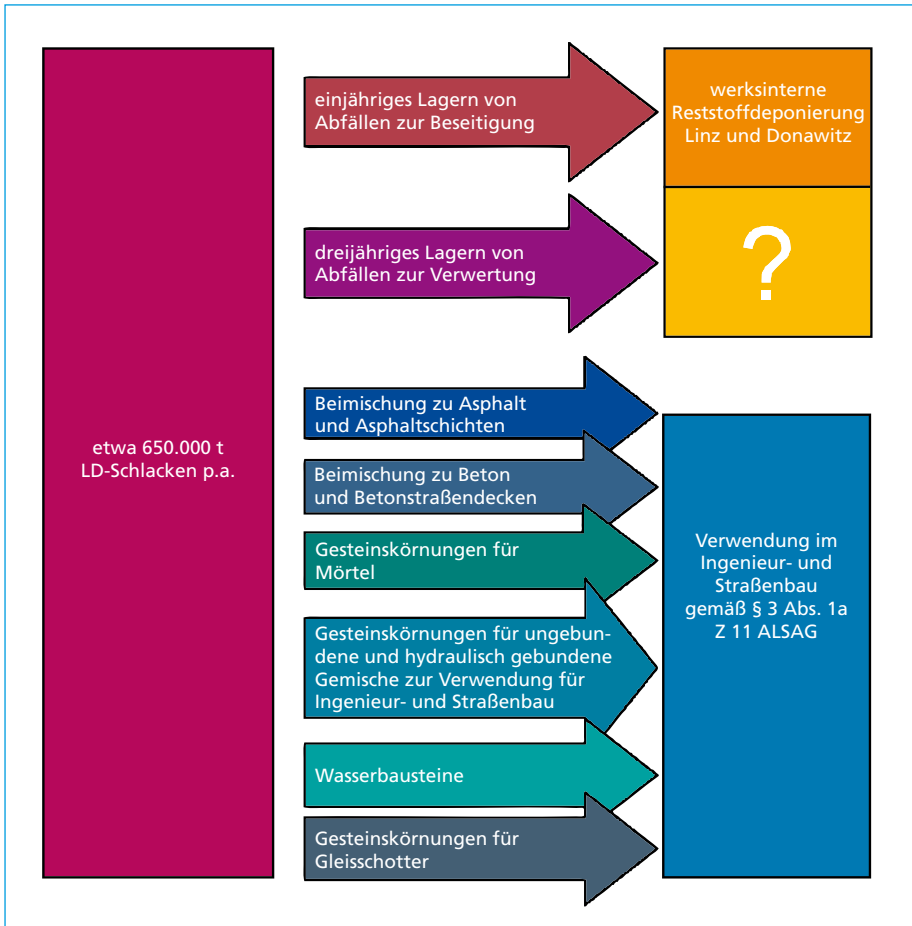 etwa 650.000 t
LD-Schlacken p.a.
einjähriges Lagern von
Abfällen zur Beseitigung
dreijähriges Lagern von
Abfällen zur Verwertung
Beimischung zu Asphalt
und Asphaltschichten
Beimischung zu Beton
und Betonstraßendecken
Gesteinskörnungen für
Mörtel
Gesteinskörnungen für ungebun-
dene und hydraulisch gebundene
Gemische zur Verwendung für
Ingenieur- und Straßenbau
Wasserbausteine
Gesteinskörnungen für
Gleisschotter
werksinterne
Reststoffdeponierung
Linz und Donawitz
?
Verwendung im
Ingenieur- und
Straßenbau
gemäß § 3 Abs. 1a
Z 11 ALSAG